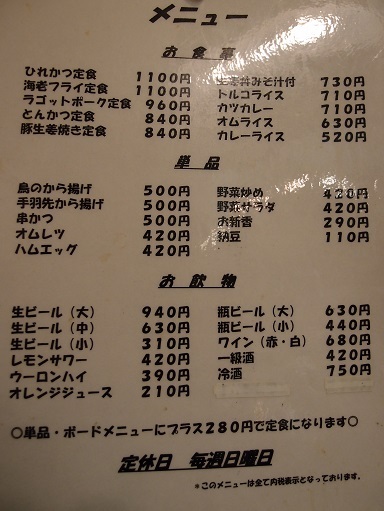 メニュー
お食事
ひれかつ定食 1100円
海老フライ定食 1100円
ラゴットポーク定食 960円
とんかつ定食 840円
豚生姜焼き定食 840円
生姜丼みそ汁付 730円
トルコライス 710円
カツカレー 710円
オムライス 630円
カレーライス 520円
単品
鳥のから揚げ 500円
手羽先から揚げ 500円
串かつ 500円
オムレツ 420円
ハムエッグ 420円
野菜炒め 420円
野菜サラダ 420円
お新香 290円
納豆 110円
お飲物
生ビール(大) 940円
生ビール(中) 630円
生ビール(小) 310円
レモンサワー 420円
ウーロンハイ 390円
オレンジジュース 210円
瓶ビール(大) 630円
瓶ビール(小) 440円
ワイン(赤・白) 680円
一級酒 420円
冷酒 750円
○単品・ボードメニューにプラス280円で定食になります○
定休日 毎週日曜日
*このメニューは全て内税表示となっております。